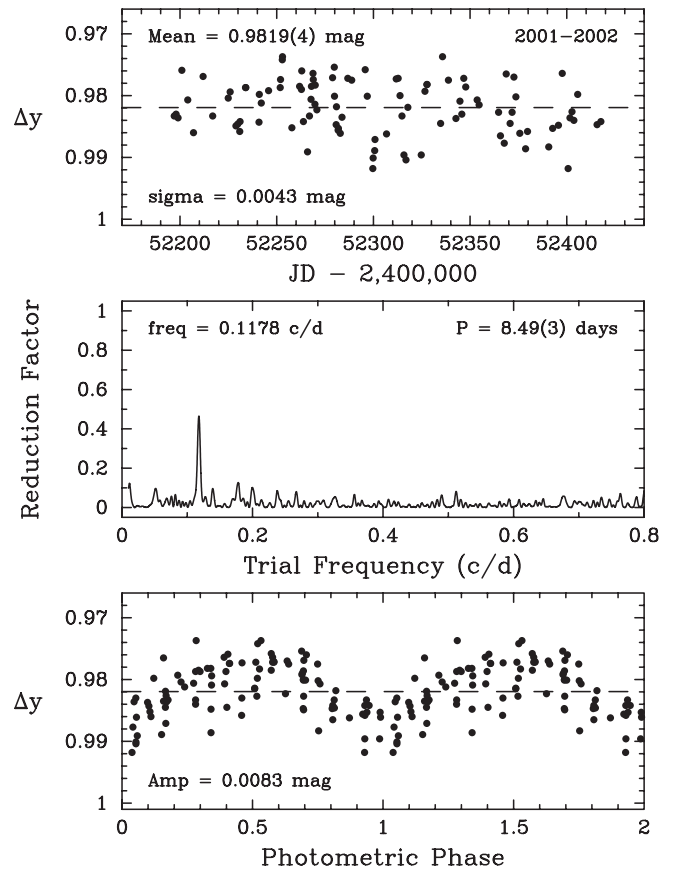 0.97
Mean = 0.9819(4) mag
2001−2002
0.98
Δy
0.99
sigma = 0.0043 mag
1
52200 52250 52300 52350 52400
JD − 2,400,000
1
freq = 0.1178 c/d
P = 8.49(3) days
0.8
Reduction Factor
0.6
0.4
0.2
0
0 0.2 0.4 0.6 0.8
Trial Frequency (c/d)
0.97
0.98
Δy
0.99
Amp = 0.0083 mag
1
0 0.5 1 1.5 2
Photometric Phase